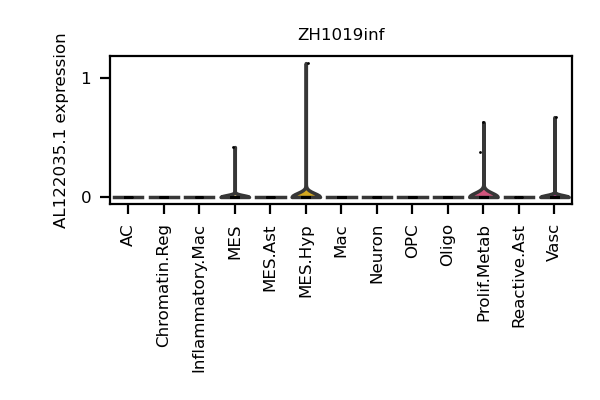 ZH1019inf
AL122035.1 expression
1
0
AC
Chromatin.Reg
Inflammatory.Mac
MES
MES.Ast
MES.Hyp
Mac
Neuron
OPC
Oligo
Prolif.Metab
Reactive.Ast
Vasc